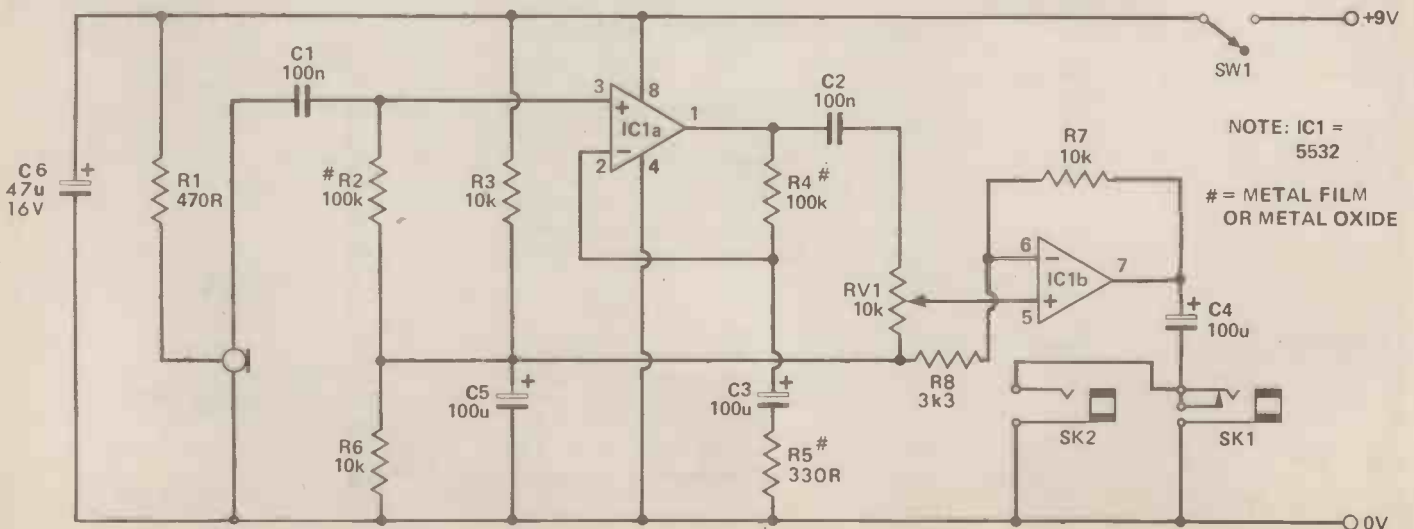 +9V
SW1
C1
100n
3
8
+
IC1a
1
2
−
4
C2
100n
NOTE: IC1 =
5532
# = METAL FILM
OR METAL OXIDE
C6
47u
16V
+
R1
470R
#
R2
100k
R3
10k
R4
#
100k
R7
10k
6
−
IC1b
7
+
5
RV1
10k
+
C4
100u
C5
100u
+
C3
100u
+
R8
3k3
R6
10k
R5
#
330R
SK2
SK1
0V